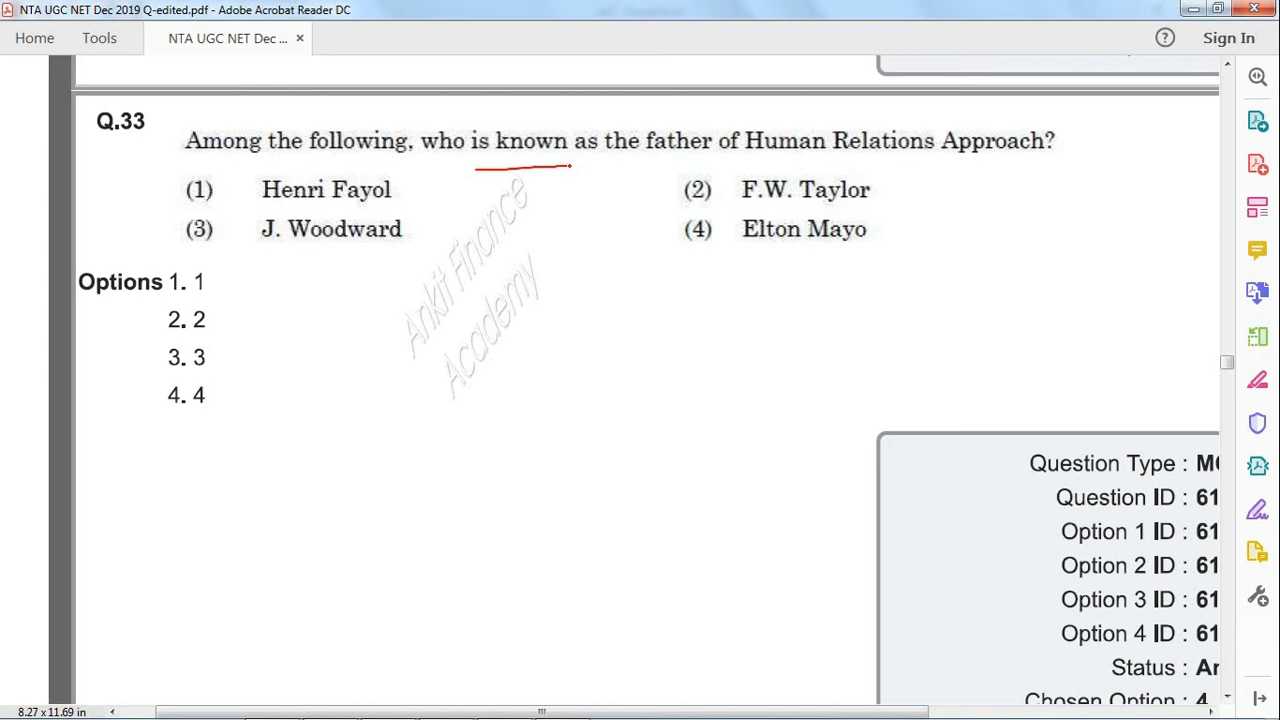 NTA UGC NET Dec 2019 Q-edited.pdf - Adobe Acrobat Reader DC
Home Tools NTA UGC NET Dec ... × Sign In
Q.33
Among the following, who is known as the father of Human Relations Approach?
(1) Henri Fayol (2) F.W. Taylor
(3) J. Woodward (4) Elton Mayo
Ankit Finance
Academy
Options 1. 1
2. 2
3. 3
4. 4
Question Type :
Question ID : 61
Option 1 ID : 61
Option 2 ID : 61
Option 3 ID : 61
Option 4 ID : 61
Status :
Chosen Option : 4
8.27 x 11.69 in